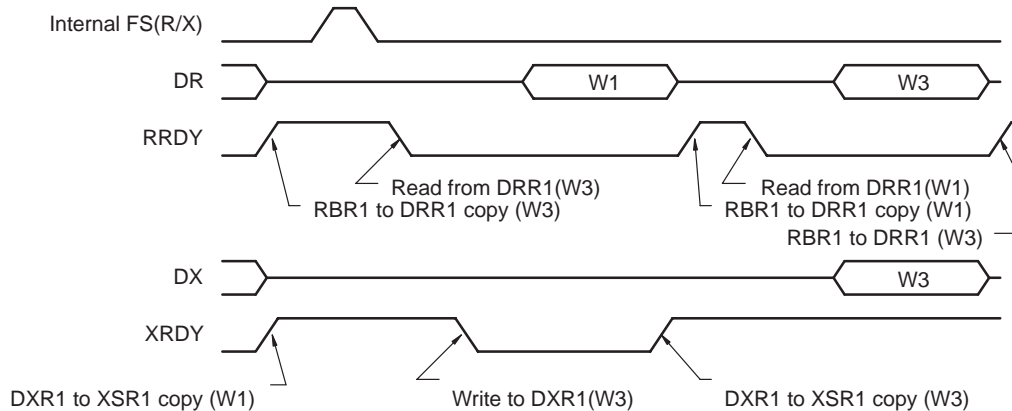 Internal FS(R/X)
DR
W1
W3
RRDY
Read from DRR1(W3)
Read from DRR1(W1)
RBR1 to DRR1 copy (W3)
RBR1 to DRR1 copy (W1)
RBR1 to DRR1 (W3)
DX
W3
XRDY
DXR1 to XSR1 copy (W1)
Write to DXR1(W3)
DXR1 to XSR1 copy (W3)